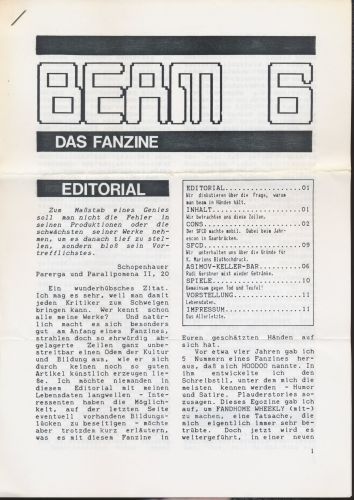 BEAM 6
DAS FANZINE
EDITORIAL
Zum Maßstab eines Genies
soll man nicht die Fehler in
seinen Produktionen oder die
schwächsten seiner Werke neh-
men, um es danach tief zu stel-
len, sondern bloß sein Vor-
trefflichstes.
Schopenhauer
Parerga und Paralipomena II, 20
Ein wunderhübsches Zitat.
Ich mag es sehr, weil man damit
jeden Kritiker zum Schweigen
bringen kann. Wer kennt schon
alle meine Werke? Und natür-
lich macht es sich besonders
gut am Anfang eines Fanzines,
strahlen doch so ehrwürdig ab-
gelagerte Zeilen ganz unbe-
streitbar einen Odem der Kultur
und Bildung aus, wie er sich
durch keinen noch so guten
Artikel künstlich erzeugen lie-
ße. Ich möchte niemanden in
diesem Editorial mit meinen
Lebensdaten langweilen - Inte-
ressenten haben die Möglich-
keit, auf der letzten Seite
eventuell vorhandene Bildungs-
lücken zu beseitigen - möchte
aber trotzdem kurz erläutern,
was es mit diesem Fanzine in
EDITORIAL....................01
Wir diskutieren über die Frage, warum
man beam in Händen hält.
INHALT.......................01
Wir betrachten uns diese Zeilen.
CONS.........................02
Der SFCD wachts mobil. Dabei beim Jahr-
escon in Saarbrücken.
SFCD.........................09
Wir unterhalten uns über die Gründe für
K. Marions Bluthochdruck.
ASIMOV-KELLER-BAR............06
Rudi Gerstner mixt wieder Getränke.
SPIELE.......................10
Gemeinsam gegen Tod und Teufel!
VORSTELLUNG..................11
Lebensdaten.
IMPRESSUM....................11
Das Allerletzte.
Euren geschätzten Händen auf
sich hat.
Vor etwa vier Jahren gab ich
5 Nummern eines Fanzines her-
aus, daß sich HOODOO nannte. In
ihm entwickelte ich den
Schreibstil, unter dem mich die
meisten kennen werden - Humor
und Satire, Plauderstories so-
zusagen. Dieses Egozine gab ich
auf, um FANDHOME WHEEKLY (mit-)
zu machen, eine Tatsache, die
mich eigentlich immer sehr be-
trübte. Doch jetzt wird es
weitergeführt, in einer neuen
1